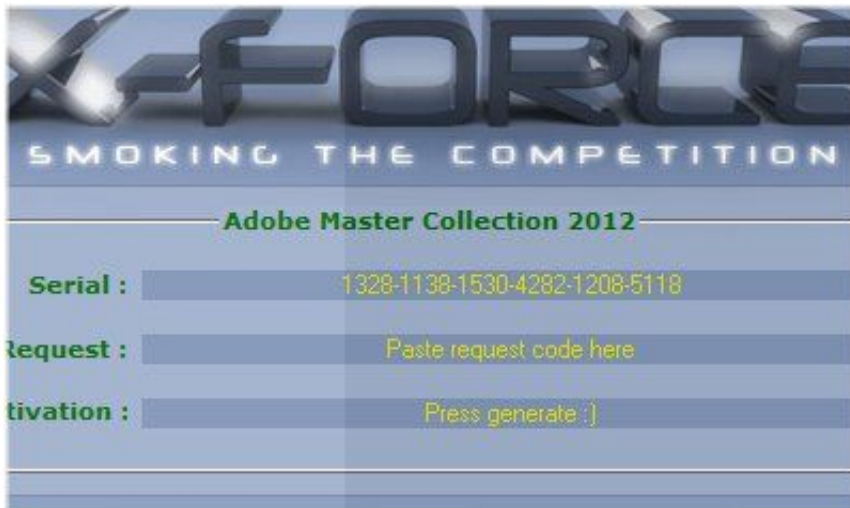 X-FORCE
SMOKING THE COMPETITION
Adobe Master Collection 2012
Serial : 1328-1138-1530-4282-1208-5118
Request : Paste request code here
tivation : Press generate :]